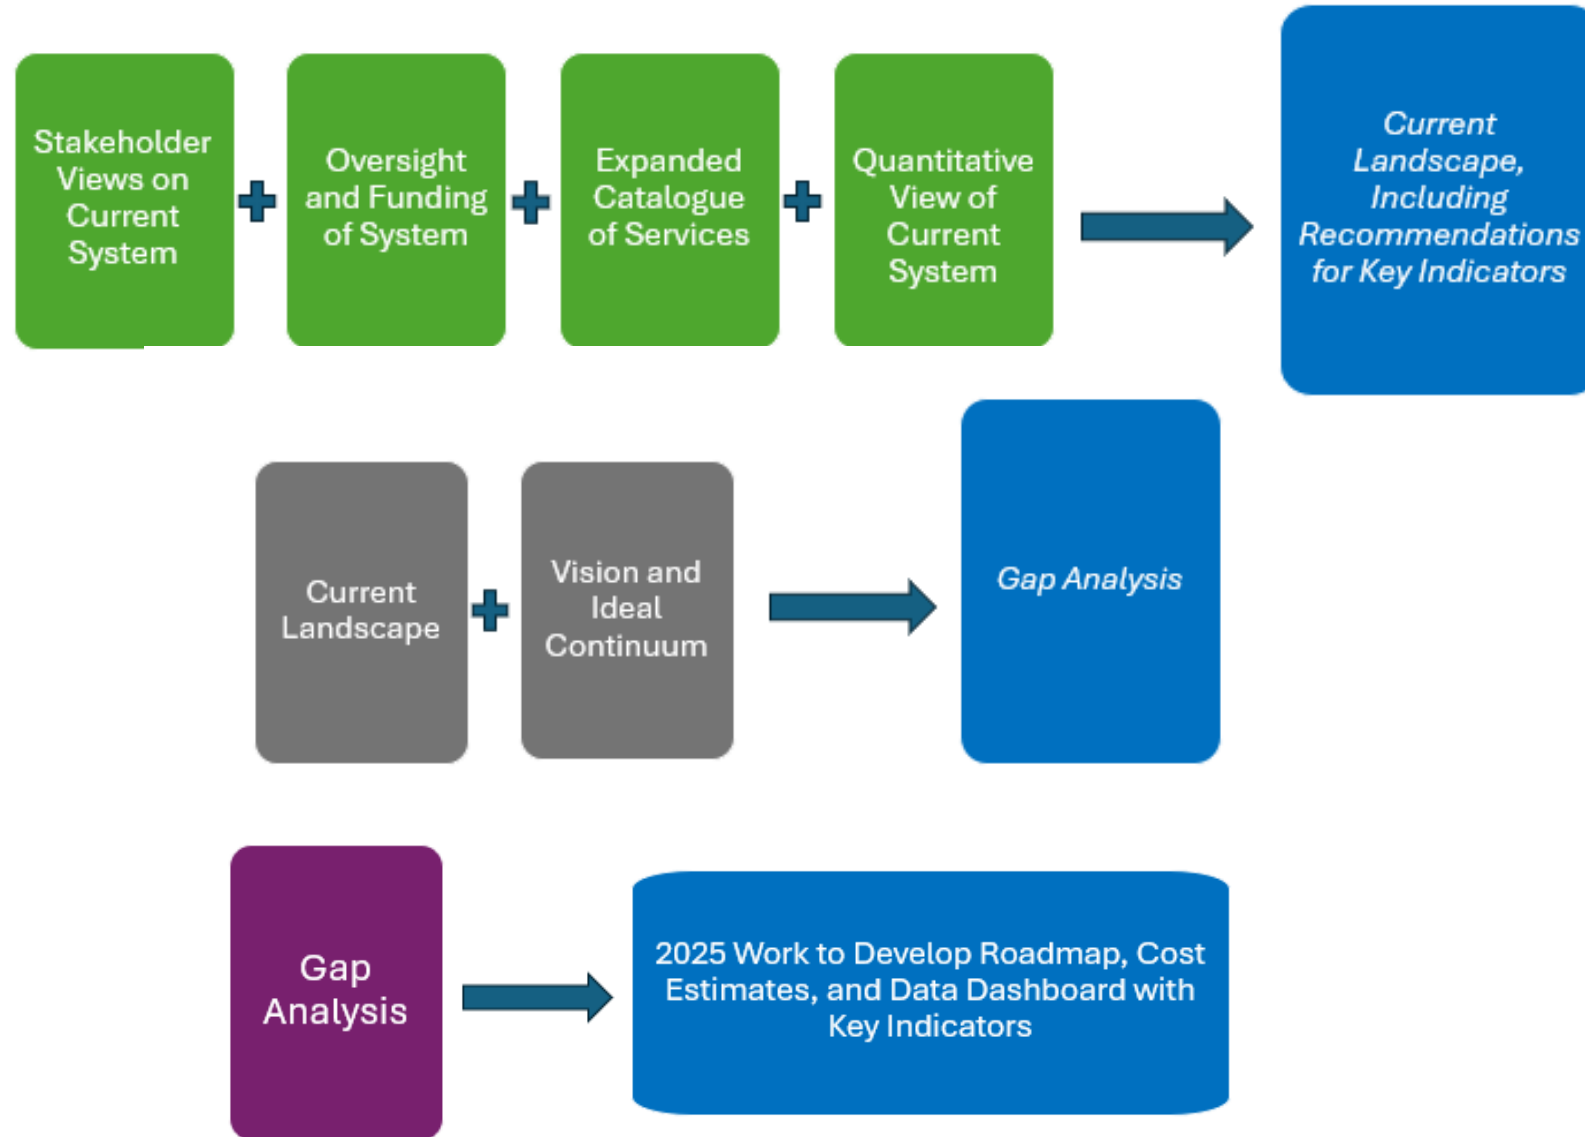 Stakeholder
Views on
Current
System
Oversight
and Funding
of System
Expanded
Catalogue
of Services
Quantitative
View of
Current
System
Current
Landscape,
Including
Recommendations
for Key Indicators
Current
Landscape
Vision and
Ideal
Continuum
Gap Analysis
Gap
Analysis
2025 Work to Develop Roadmap, Cost
Estimates, and Data Dashboard with
Key Indicators